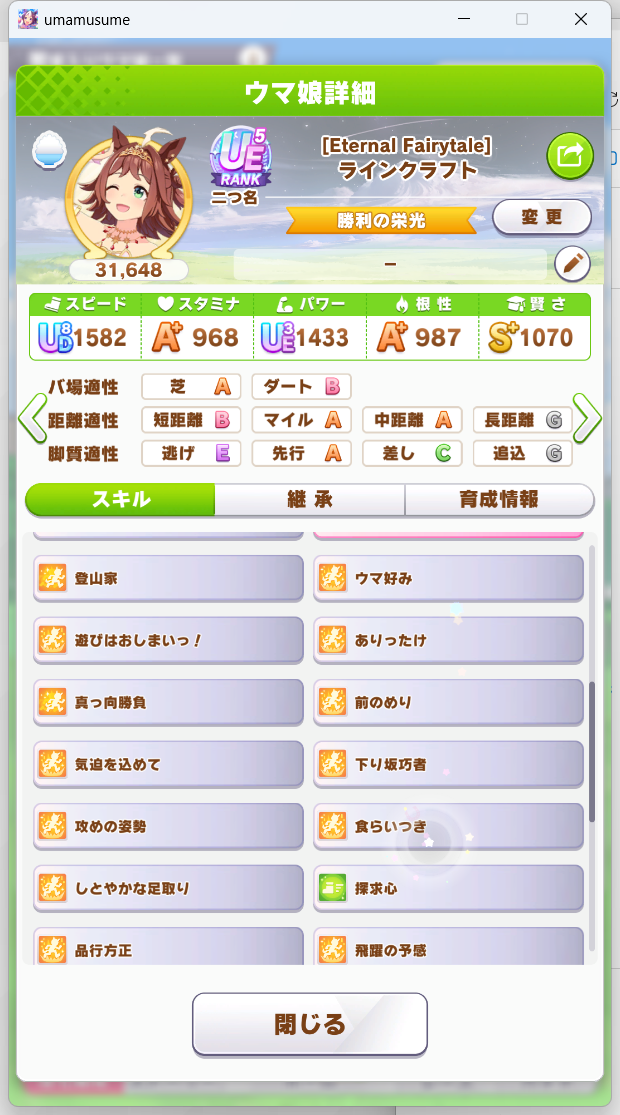 umamusume
ウマ娘詳細
UE5
RANK
[Eternal Fairytale]
ラインクラフト
二つ名
勝利の栄光
変更
31,648
–
スピード スタミナ パワー 根性 賢さ
UD8 1582 A+ 968 UE3 1433 A+ 987 S+ 1070
バ場適性 芝 A ダート B
距離適性 短距離 B マイル A 中距離 A 長距離 G
脚質適性 逃げ E 先行 A 差し C 追込 G
スキル 継承 育成情報
登山家 ウマ好み
遊びはおしまいっ！ ありったけ
真っ向勝負 前のめり
気迫を込めて 下り坂巧者
攻めの姿勢 食らいつき
しとやかな足取り 探求心
品行方正 飛躍の予感
閉じる